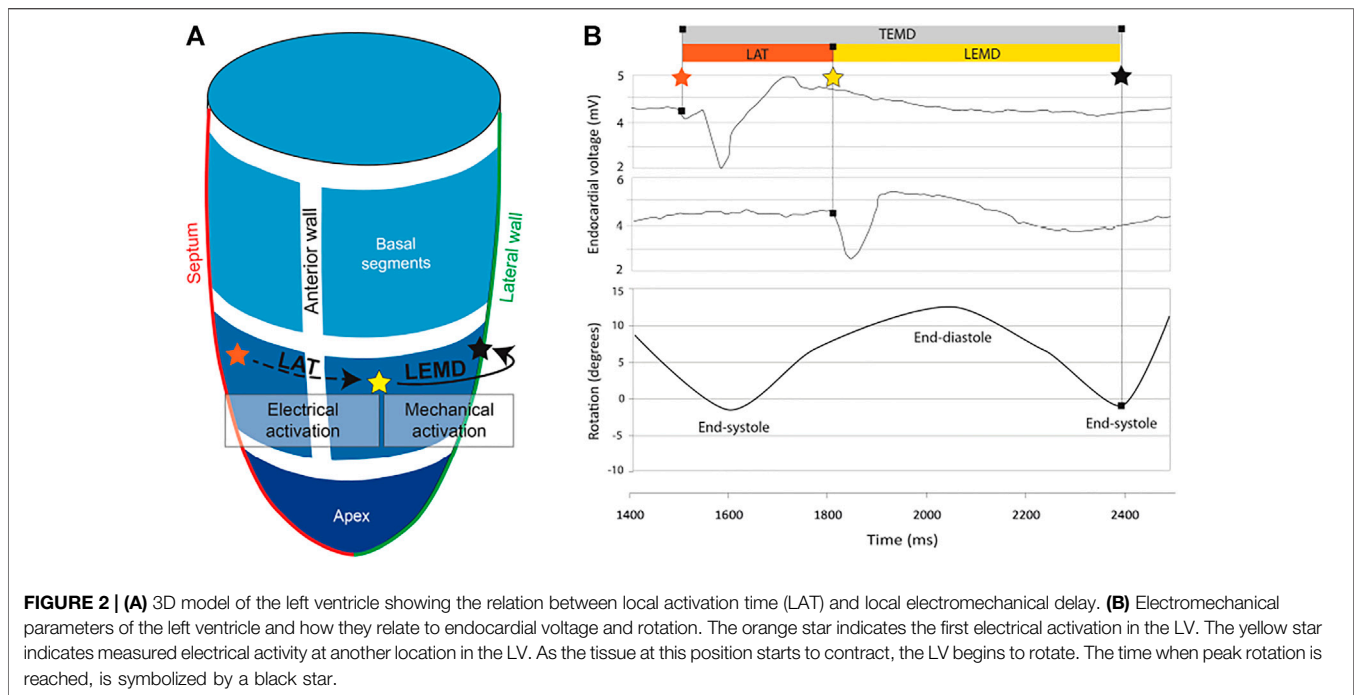 A
Septum
Anterior wall
Basal
segments
Lateral wall
LAT
LEMD
Electrical
activation
Mechanical
activation
Apex
B
TEMD
LAT
LEMD
Endocardial voltage (mV)
5
4
2
6
4
2
Rotation (degrees)
15
10
5
0
-5
-10
End-systole
End-diastole
End-systole
1400
1600
1800
2000
2200
2400
Time (ms)
FIGURE 2 | (A) 3D model of the left ventricle showing the relation between local activation time (LAT) and local electromechanical delay. (B) Electromechanical
parameters of the left ventricle and how they relate to endocardial voltage and rotation. The orange star indicates the first electrical activation in the LV. The yellow star
indicates measured electrical activity at another location in the LV. As the tissue at this position starts to contract, the LV begins to rotate. The time when peak rotation is
reached, is symbolized by a black star.